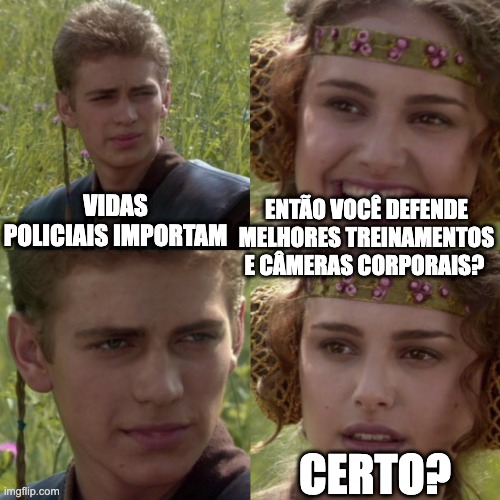 VIDAS
POLICIAIS IMPORTAM
ENTÃO VOCÊ DEFENDE
MELHORES TREINAMENTOS
E CÂMERAS CORPORAIS?
CERTO?
imgflip.com